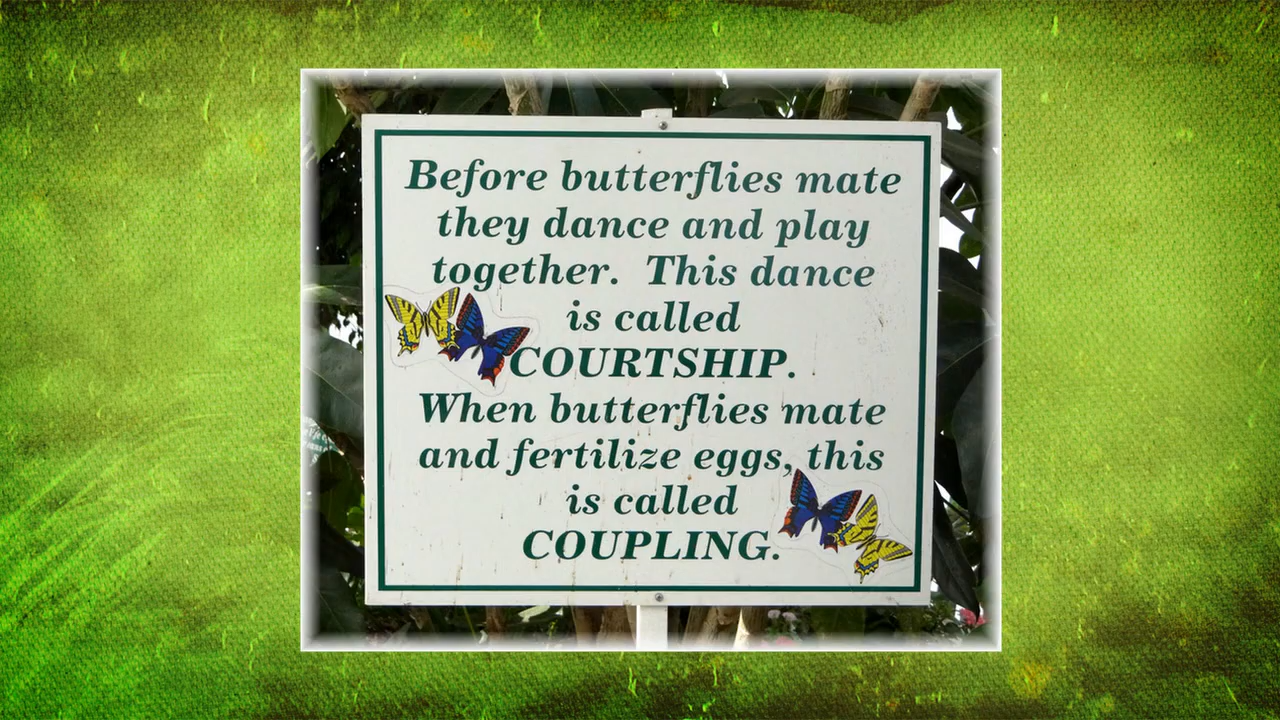 Before butterflies mate
they dance and play
together. This dance
is called
COURTSHIP.
When butterflies mate
and fertilize eggs, this
is called
COUPLING.